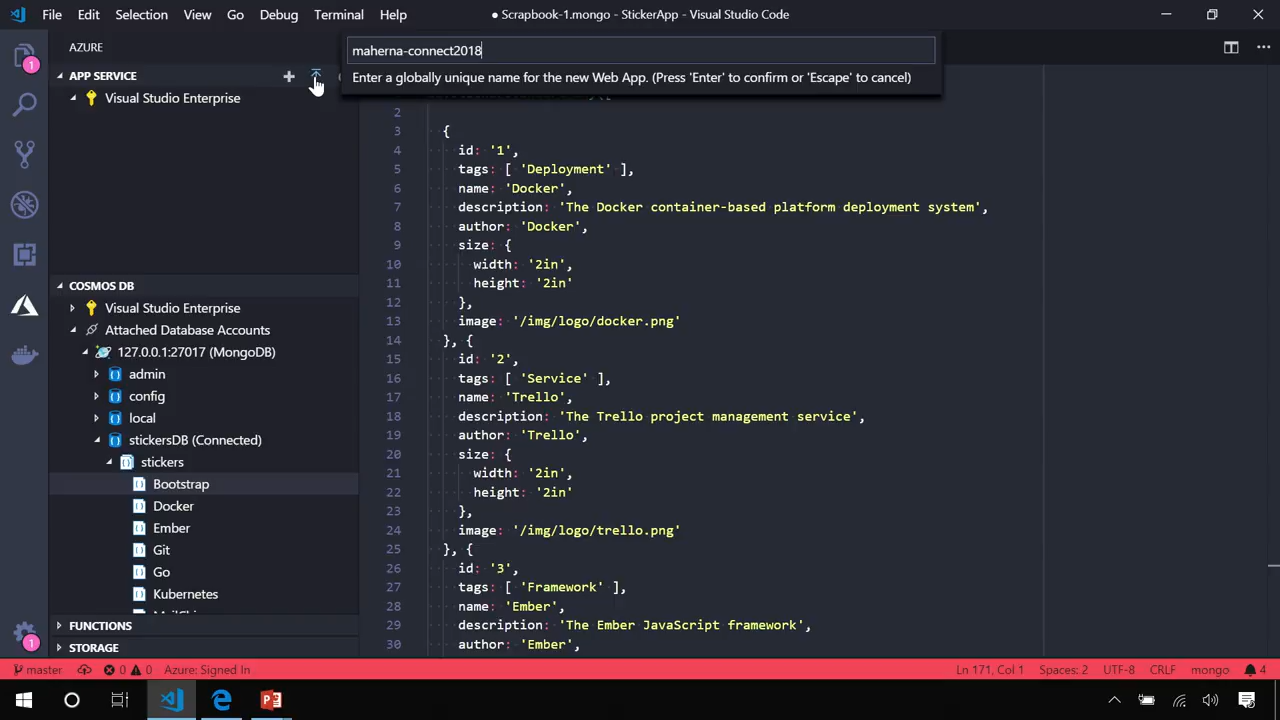 File Edit Selection View Go Debug Terminal Help
● Scrapbook-1.mongo - StickerApp - Visual Studio Code
maherna-connect2018
Enter a globally unique name for the new Web App. (Press 'Enter' to confirm or 'Escape' to cancel)
1
AZURE
APP SERVICE
Visual Studio Enterprise
COSMOS DB
Visual Studio Enterprise
Attached Database Accounts
127.0.0.1:27017 (MongoDB)
admin
config
local
stickersDB (Connected)
stickers
Bootstrap
Docker
Ember
Git
Go
Kubernetes
FUNCTIONS
STORAGE
1
2
3 {
4 id: '1',
5 tags: [ 'Deployment' ],
6 name: 'Docker',
7 description: 'The Docker container-based platform deployment system',
8 author: 'Docker',
9 size: {
10 width: '2in',
11 height: '2in'
12 },
13 image: '/img/logo/docker.png'
14 }, {
15 id: '2',
16 tags: [ 'Service' ],
17 name: 'Trello',
18 description: 'The Trello project management service',
19 author: 'Trello',
20 size: {
21 width: '2in',
22 height: '2in'
23 },
24 image: '/img/logo/trello.png'
25 }, {
26 id: '3',
27 tags: [ 'Framework' ],
28 name: 'Ember',
29 description: 'The Ember JavaScript framework',
30 author: 'Ember',
master 0 0 Azure: Signed In Ln 171, Col 1 Spaces: 2 UTF-8 CRLF mongo 4